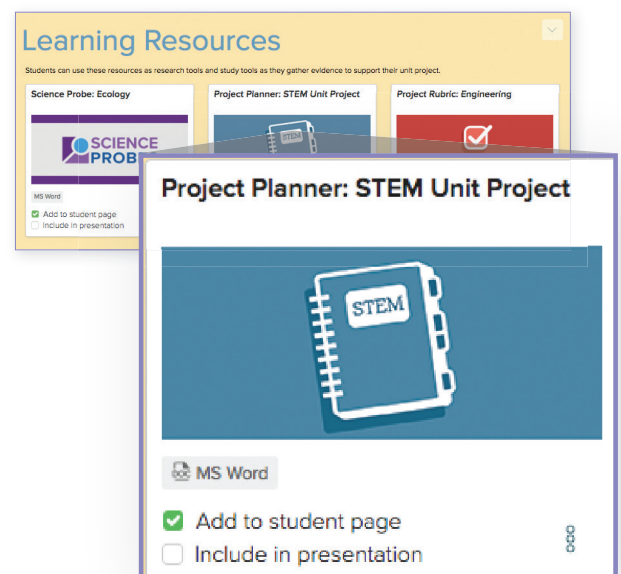 Learning Resources
Students can use these resources as research tools and study tools as they gather evidence to support their unit project.
Science Probe: Ecology
Project Planner: STEM Unit Project
Project Rubric: Engineering
SCIENCE
PROB
STEM
MS Word
Add to student page
Include in presentation
Project Planner: STEM Unit Project
STEM
DOC
MS Word
Add to student page
Include in presentation